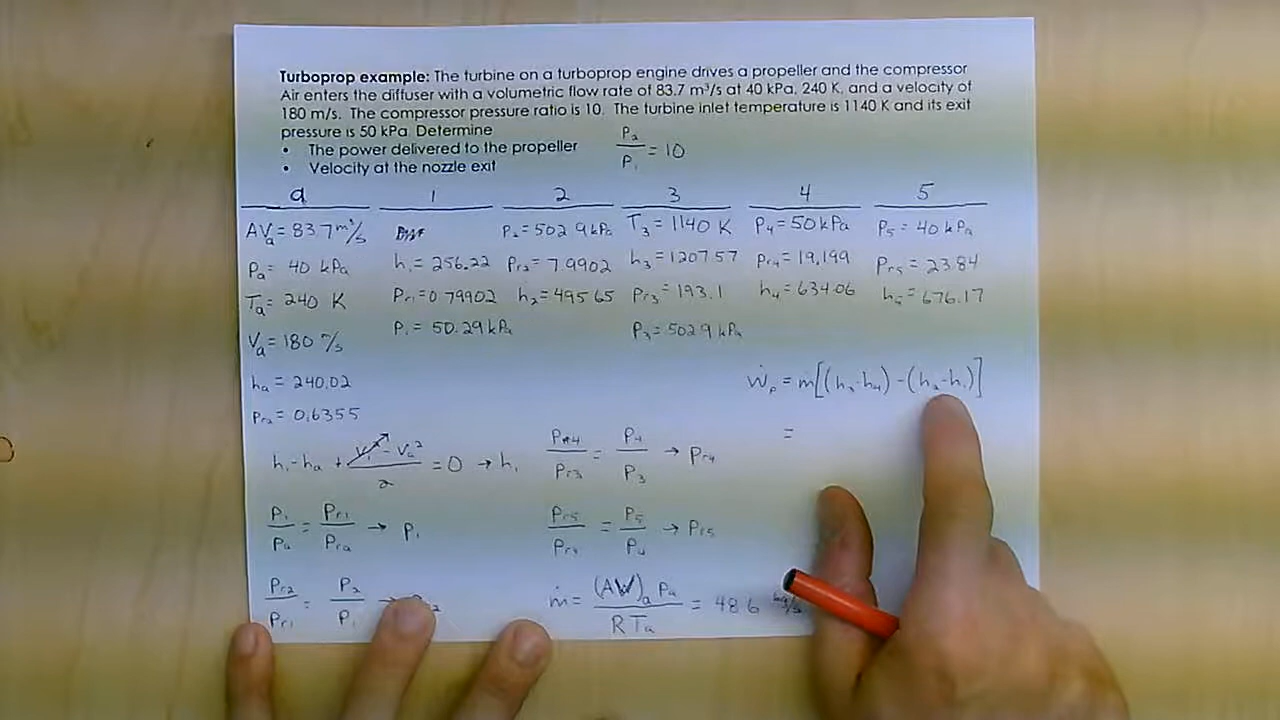 Turboprop example: The turbine on a turboprop engine drives a propeller and the compressor
Air enters the diffuser with a volumetric flow rate of 83.7 m³/s at 40 kPa, 240 K, and a velocity of
180 m/s. The compressor pressure ratio is 10. The turbine inlet temperature is 1140 K and its exit
pressure is 50 kPa. Determine
• The power delivered to the propeller
• Velocity at the nozzle exit
P₂/P₁ = 10
a 1 2 3 4 5
AVₐ = 83.7 m³/s P₂ = 502.9 kPa T₃ = 1140 K P₄ = 50 kPa P₅ = 40 kPa
Pₐ = 40 kPa h₁ = 256.22 Pr₂ = 7.9902 h₃ = 1207.57 Pr₄ = 19.199 Pr₅ = 23.84
Tₐ = 240 K Pr₁ = 0.79902 h₂ = 495.65 Pr₃ = 193.1 h₄ = 634.06 h₅ = 676.17
Vₐ = 180 m/s P₁ = 50.29 kPa P₃ = 502.9 kPa
hₐ = 240.02 Ẇp = ṁ[(h₃-h₄) - (h₂-h₁)]
Prₐ = 0.6355 =
h₁ - hₐ + (V₁² - Vₐ²)/2 = 0 → h₁ Pr4/Pr3 = P₄/P₃ → Pr4
P₁/Pₐ = Pr1/Pra → P₁ Pr5/Pr4 = P₅/P₄ → Pr5
Pr2/Pr1 = P₂/P₁ → ṁ = (AV)ₐ Pₐ / RTₐ = 48.6 kg/s